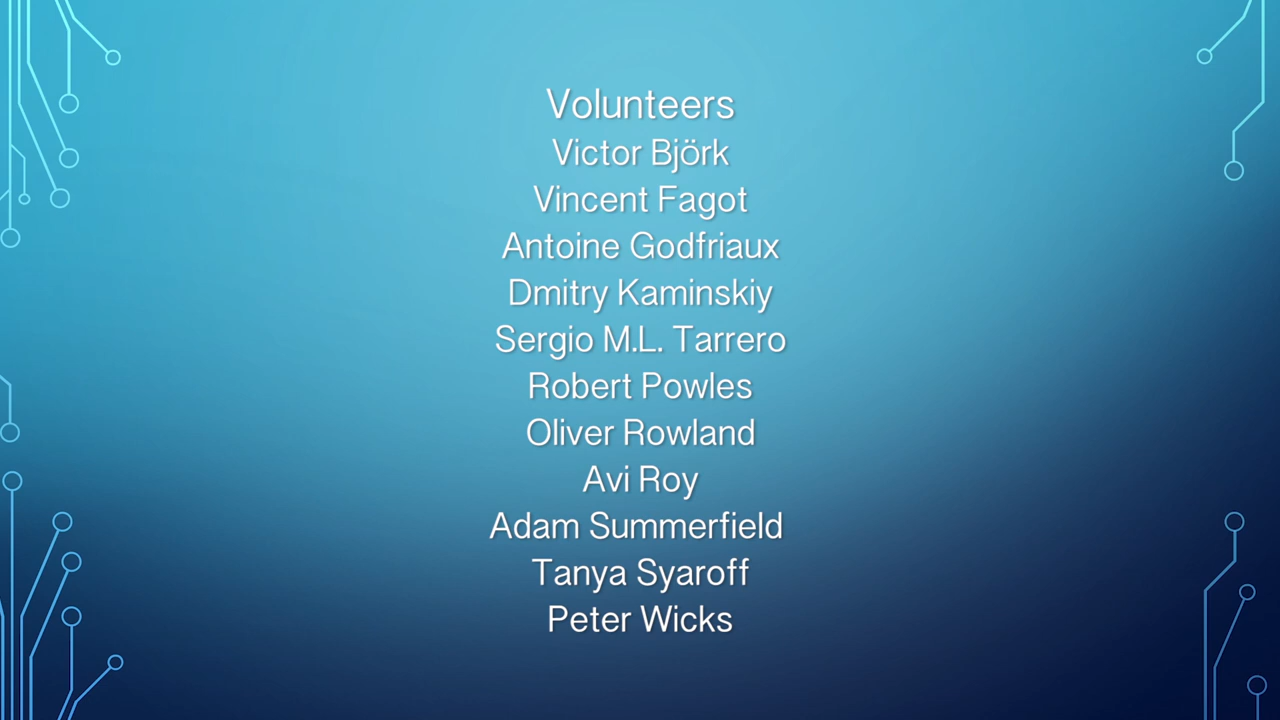 Volunteers
Victor Björk
Vincent Fagot
Antoine Godfriaux
Dmitry Kaminskiy
Sergio M.L. Tarrero
Robert Powles
Oliver Rowland
Avi Roy
Adam Summerfield
Tanya Syaroff
Peter Wicks